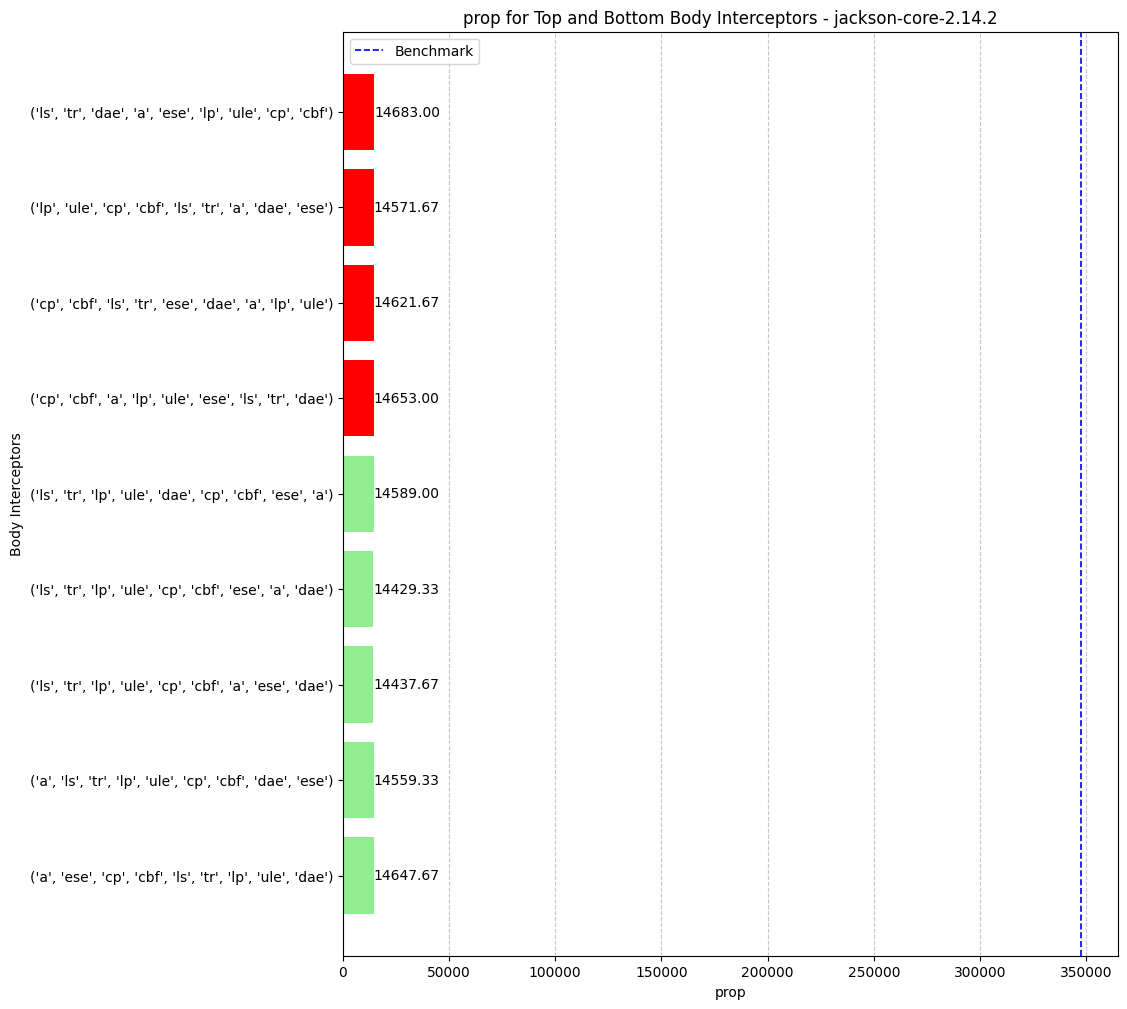 prop for Top and Bottom Body Interceptors - jackson-core-2.14.2
Benchmark
('ls', 'tr', 'dae', 'a', 'ese', 'lp', 'ule', 'cp', 'cbf') 14683.00
('lp', 'ule', 'cp', 'cbf', 'ls', 'tr', 'a', 'dae', 'ese') 14571.67
('cp', 'cbf', 'ls', 'tr', 'ese', 'dae', 'a', 'lp', 'ule') 14621.67
('cp', 'cbf', 'a', 'lp', 'ule', 'ese', 'ls', 'tr', 'dae') 14653.00
('ls', 'tr', 'lp', 'ule', 'dae', 'cp', 'cbf', 'ese', 'a') 14589.00
('ls', 'tr', 'lp', 'ule', 'cp', 'cbf', 'ese', 'a', 'dae') 14429.33
('ls', 'tr', 'lp', 'ule', 'cp', 'cbf', 'a', 'ese', 'dae') 14437.67
('a', 'ls', 'tr', 'lp', 'ule', 'cp', 'cbf', 'dae', 'ese') 14559.33
('a', 'ese', 'cp', 'cbf', 'ls', 'tr', 'lp', 'ule', 'dae') 14647.67
Body Interceptors
0 50000 100000 150000 200000 250000 300000 350000
prop